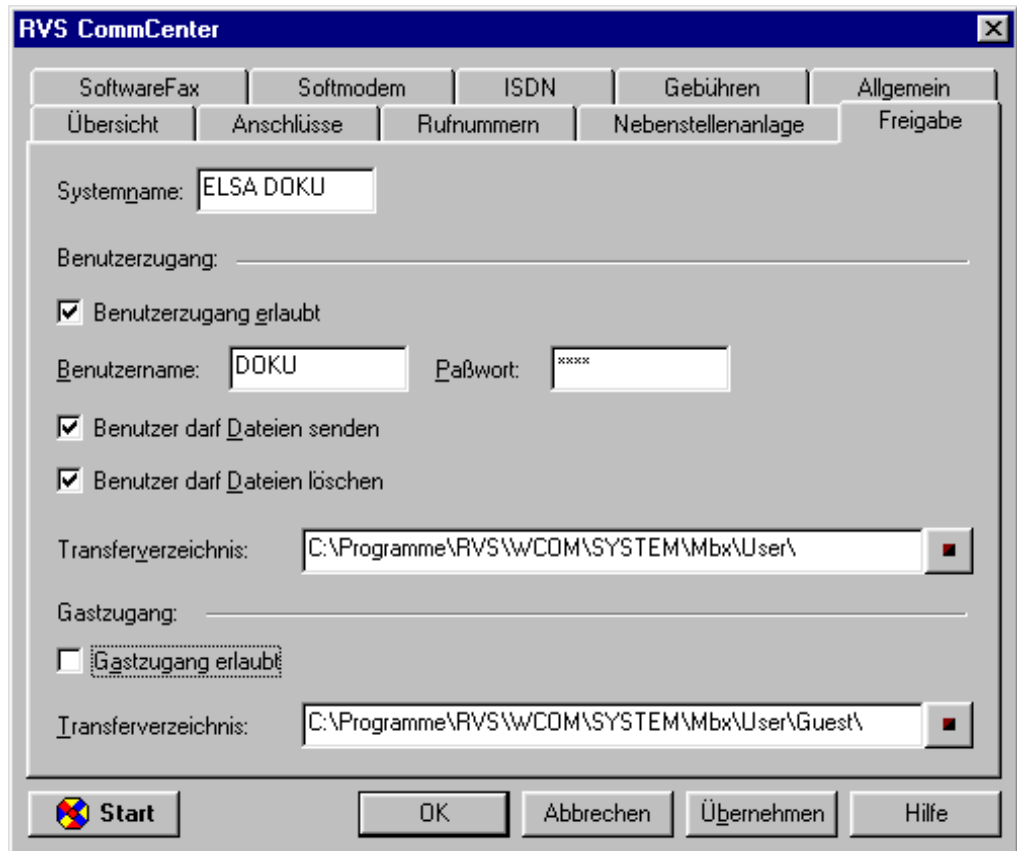 RVS CommCenter
SoftwareFax Softmodem ISDN Gebühren Allgemein
Übersicht Anschlüsse Rufnummern Nebenstellenanlage Freigabe
Systemname: ELSA DOKU
Benutzerzugang:
Benutzerzugang erlaubt
Benutzername: DOKU Paßwort: ****
Benutzer darf Dateien senden
Benutzer darf Dateien löschen
Transferverzeichnis: C:\Programme\RVS\WCOM\SYSTEM\Mbx\User\
Gastzugang:
Gastzugang erlaubt
Transferverzeichnis: C:\Programme\RVS\WCOM\SYSTEM\Mbx\User\Guest\
Start OK Abbrechen Übernehmen Hilfe